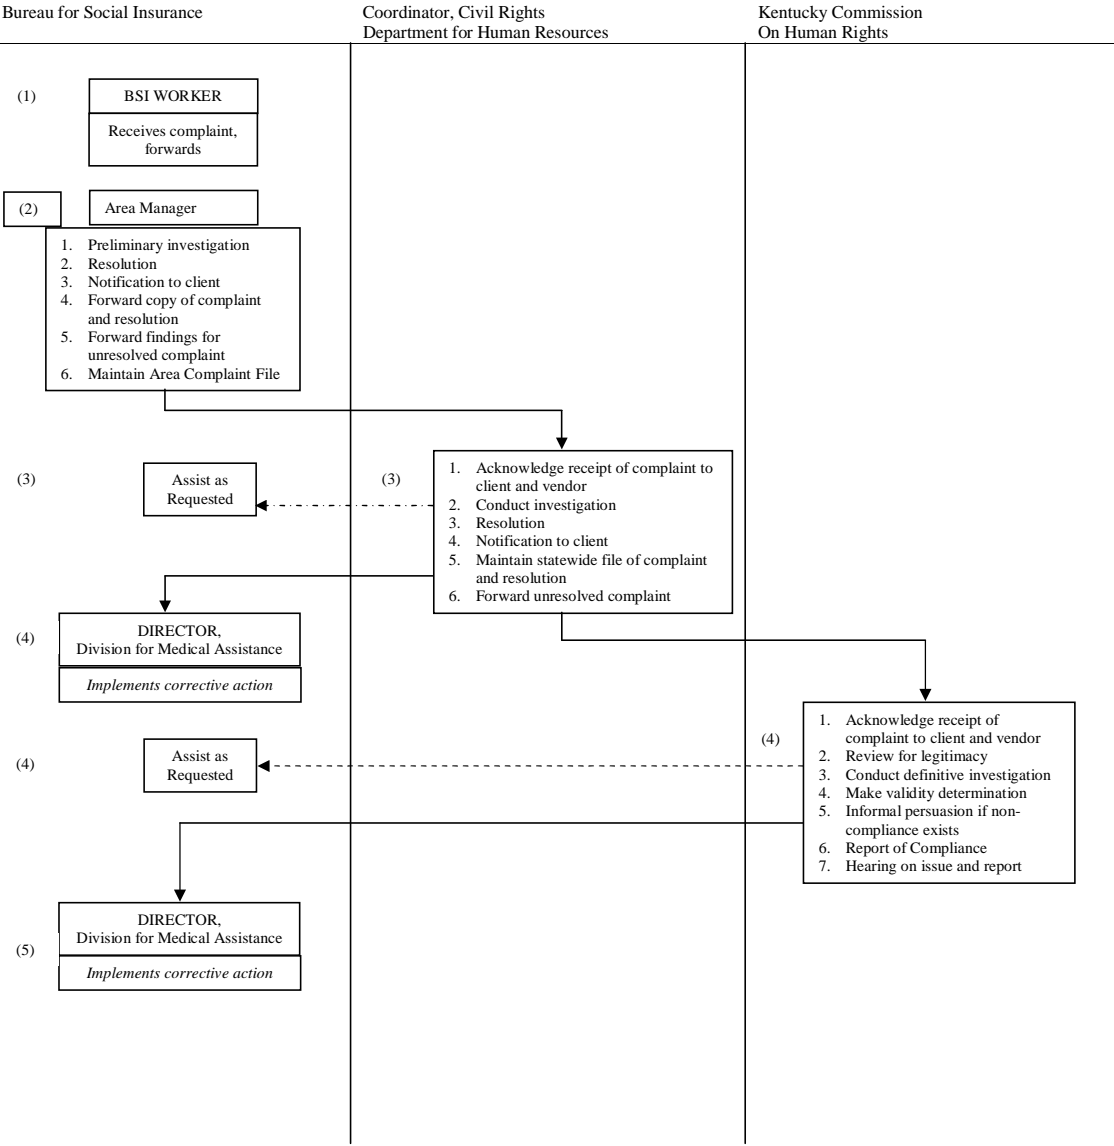 Bureau for Social Insurance
Coordinator, Civil Rights
Department for Human Resources
Kentucky Commission
On Human Rights
(1)
BSI WORKER
Receives complaint,
forwards
(2)
Area Manager
1. Preliminary investigation
2. Resolution
3. Notification to client
4. Forward copy of complaint
and resolution
5. Forward findings for
unresolved complaint
6. Maintain Area Complaint File
(3)
Assist as
Requested
(3)
1. Acknowledge receipt of complaint to
client and vendor
2. Conduct investigation
3. Resolution
4. Notification to client
5. Maintain statewide file of complaint
and resolution
6. Forward unresolved complaint
(4)
DIRECTOR,
Division for Medical Assistance
Implements corrective action
(4)
Assist as
Requested
(4)
1. Acknowledge receipt of
complaint to client and vendor
2. Review for legitimacy
3. Conduct definitive investigation
4. Make validity determination
5. Informal persuasion if non-
compliance exists
6. Report of Compliance
7. Hearing on issue and report
(5)
DIRECTOR,
Division for Medical Assistance
Implements corrective action